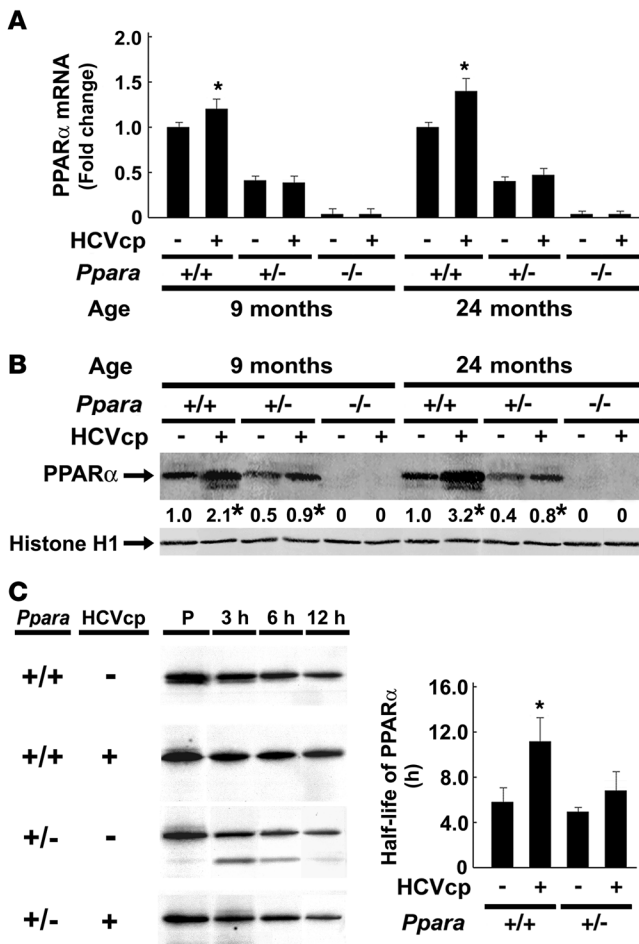 A
PPARα mRNA
(Fold change)
2.0
1.5
1.0
0.5
0
* *
HCVcp - + - + - + - + - + - +
Ppara +/+ +/- -/- +/+ +/- -/-
Age 9 months 24 months
B
Age 9 months 24 months
Ppara +/+ +/- -/- +/+ +/- -/-
HCVcp - + - + - + - + - + - +
PPARα
1.0 2.1* 0.5 0.9* 0 0 1.0 3.2* 0.4 0.8* 0 0
Histone H1
C
Ppara HCVcp P 3 h 6 h 12 h
+/+ -
+/+ +
+/- -
+/- +
Half-life of PPARα
(h)
16.0
12.0
8.0
4.0
0
*
HCVcp - + - +
Ppara +/+ +/-